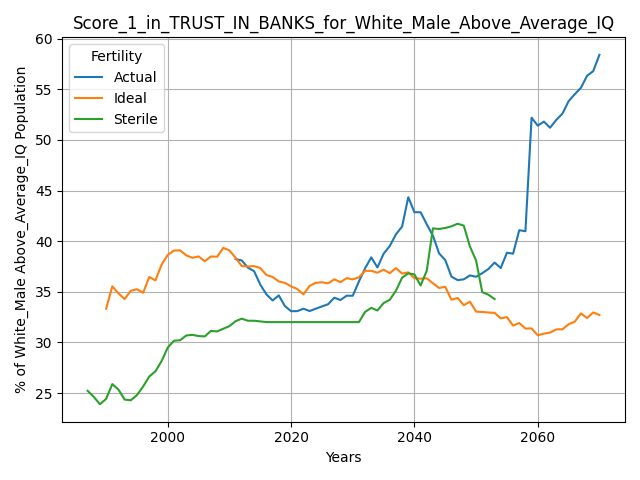 Score_1_in_TRUST_IN_BANKS_for_White_Male_Above_Average_IQ
% of White_Male Above_Average_IQ Population
60
55
50
45
40
35
30
25
Fertility
Actual
Ideal
Sterile
2000
2020
2040
2060
Years